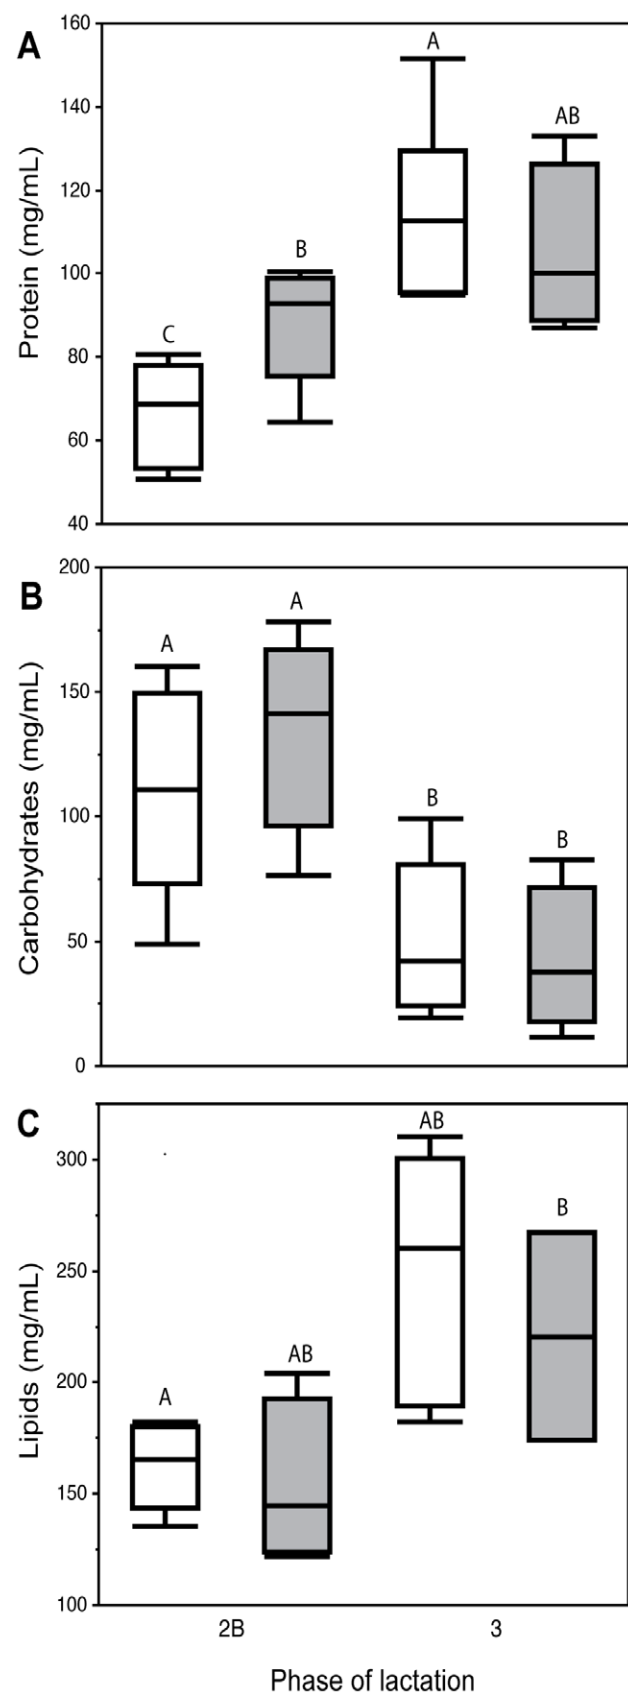 A
Protein (mg/mL)
160
140
120
100
80
60
40
C
B
A
AB
B
Carbohydrates (mg/mL)
200
150
100
50
0
A
A
B
B
C
Lipids (mg/mL)
300
250
200
150
100
A
AB
AB
B
2B
3
Phase of lactation